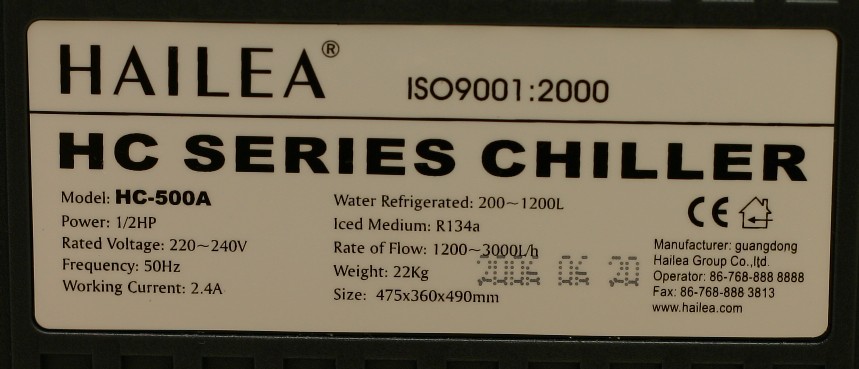 HAILEA®
ISO9001:2000
HC SERIES CHILLER
Model: HC-500A
Power: 1/2HP
Rated Voltage: 220~240V
Frequency: 50Hz
Working Current: 2.4A
Water Refrigerated: 200~1200L
Iced Medium: R134a
Rate of Flow: 1200~3000L/h
Weight: 22Kg
Size: 475x360x490mm
2006 06 20
CE
Manufacturer: guangdong
Hailea Group Co.,ltd.
Operator: 86-768-888 8888
Fax: 86-768-888 3813
www.hailea.com